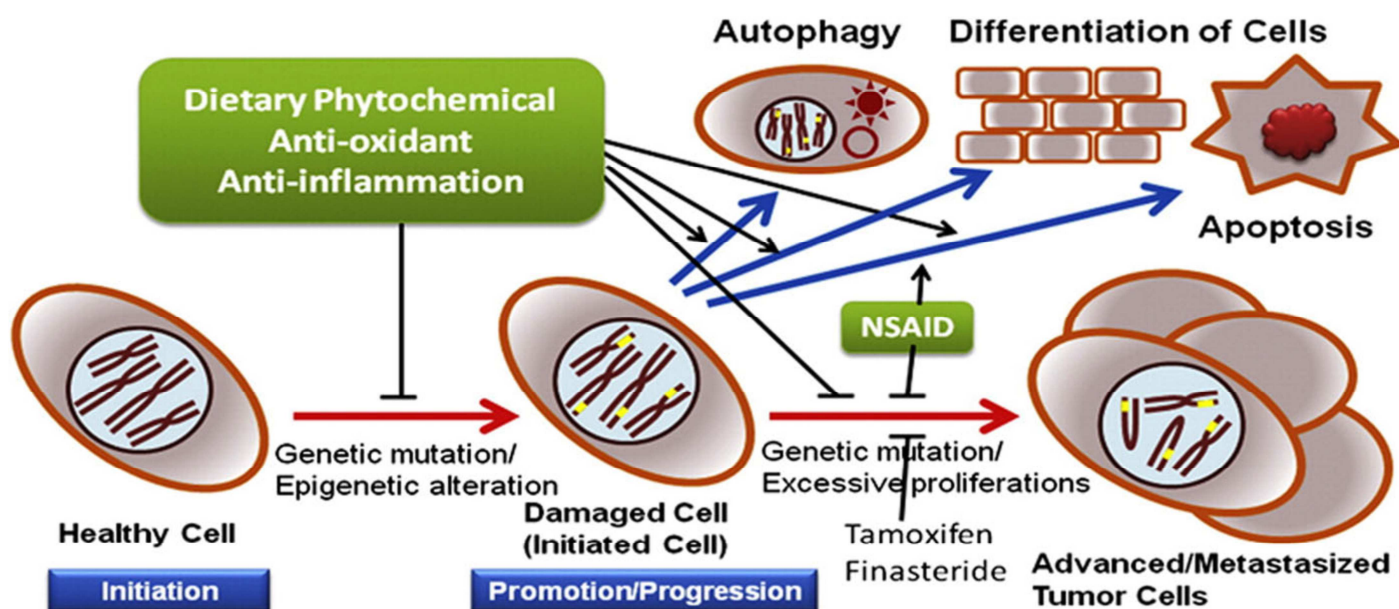 Autophagy
Differentiation of Cells
Dietary Phytochemical
Anti-oxidant
Anti-inflammation
Apoptosis
NSAID
Genetic mutation/
Epigenetic alteration
Genetic mutation/
Excessive proliferations
Healthy Cell
Damaged Cell
(Initiated Cell)
Tamoxifen
Finasteride
Advanced/Metastasized
Tumor Cells
Initiation
Promotion/Progression